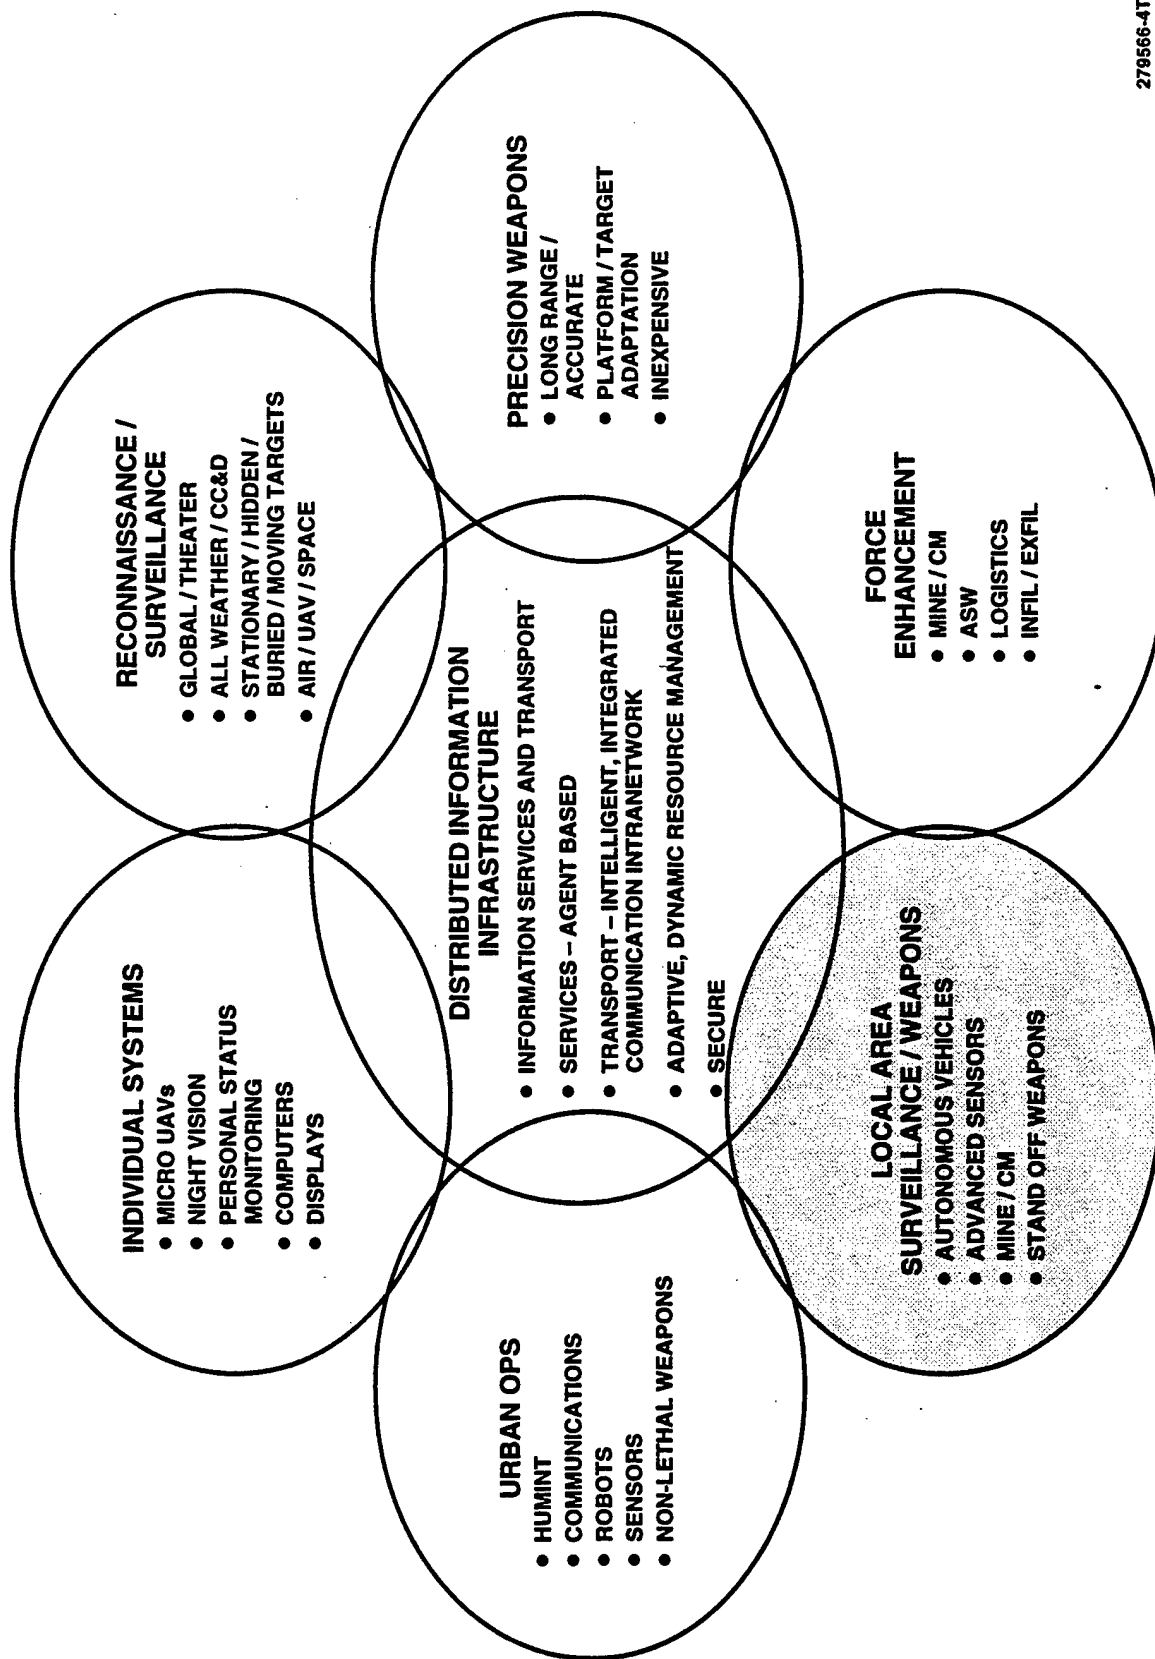 INDIVIDUAL SYSTEMS
• MICRO UAVs
• NIGHT VISION
• PERSONAL STATUS
MONITORING
• COMPUTERS
• DISPLAYS
RECONNAISSANCE /
SURVEILLANCE
• GLOBAL / THEATER
• ALL WEATHER / CC&D
• STATIONARY / HIDDEN /
BURIED / MOVING TARGETS
• AIR / UAV / SPACE
URBAN OPS
• HUMINT
• COMMUNICATIONS
• ROBOTS
• SENSORS
• NON-LETHAL WEAPONS
DISTRIBUTED INFORMATION
INFRASTRUCTURE
• INFORMATION SERVICES AND TRANSPORT
• SERVICES – AGENT BASED
• TRANSPORT – INTELLIGENT, INTEGRATED
COMMUNICATION INTRANETWORK
• ADAPTIVE, DYNAMIC RESOURCE MANAGEMENT
• SECURE
PRECISION WEAPONS
• LONG RANGE /
ACCURATE
• PLATFORM / TARGET
ADAPTATION
• INEXPENSIVE
LOCAL AREA
SURVEILLANCE / WEAPONS
• AUTONOMOUS VEHICLES
• ADVANCED SENSORS
• MINE / CM
• STAND OFF WEAPONS
FORCE
ENHANCEMENT
• MINE / CM
• ASW
• LOGISTICS
• INFIL / EXFIL
279566-4T